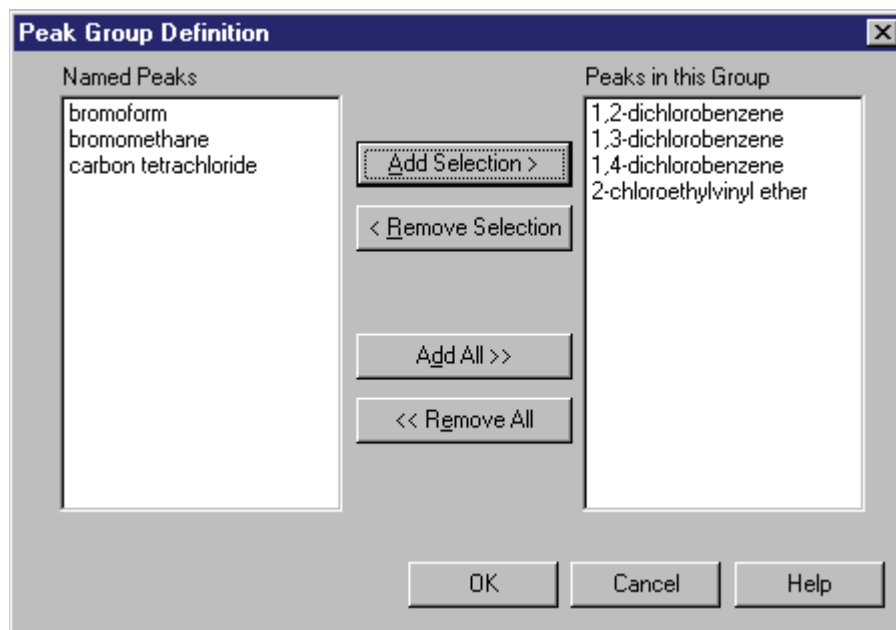 Peak Group Definition
Named Peaks
bromoform
bromomethane
carbon tetrachloride
Add Selection >
< Remove Selection
Add All >>
<< Remove All
Peaks in this Group
1,2-dichlorobenzene
1,3-dichlorobenzene
1,4-dichlorobenzene
2-chloroethylvinyl ether
OK
Cancel
Help